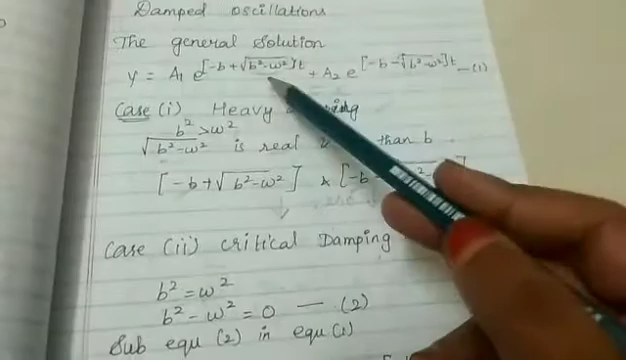 Damped oscillations
The general solution
y = A₁ e^[-b + √(b²-ω²)]t + A₂ e^[-b - √(b²-ω²)]t —(1)
Case (i) Heavy
b² > ω²
√(b²-ω²) is real than b
[-b + √(b²-ω²)] & [-b
Case (ii) Critical Damping
b² = ω²
b² - ω² = 0 — (2)
Sub equ (2) in equ (1)